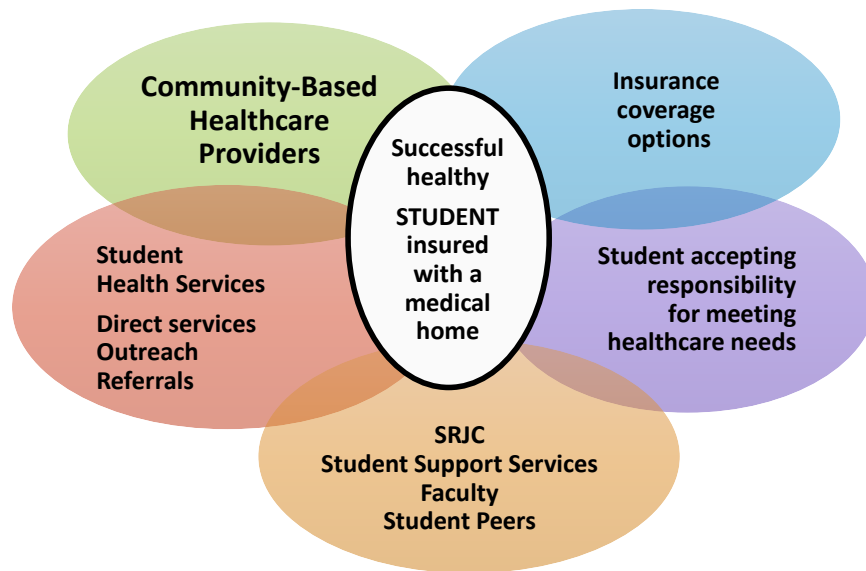 Community-Based
Healthcare
Providers
Insurance
coverage
options
Successful
healthy
STUDENT
insured
with a
medical
home
Student
Health Services
Direct services
Outreach
Referrals
Student accepting
responsibility
for meeting
healthcare needs
SRJC
Student Support Services
Faculty
Student Peers